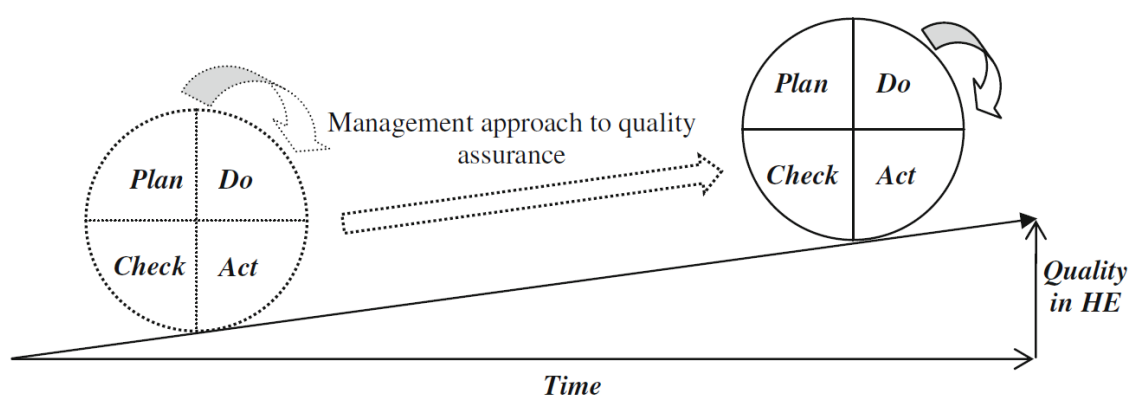 Plan Do
Check Act
Management approach to quality
assurance
Plan Do
Check Act
Quality
in HE
Time